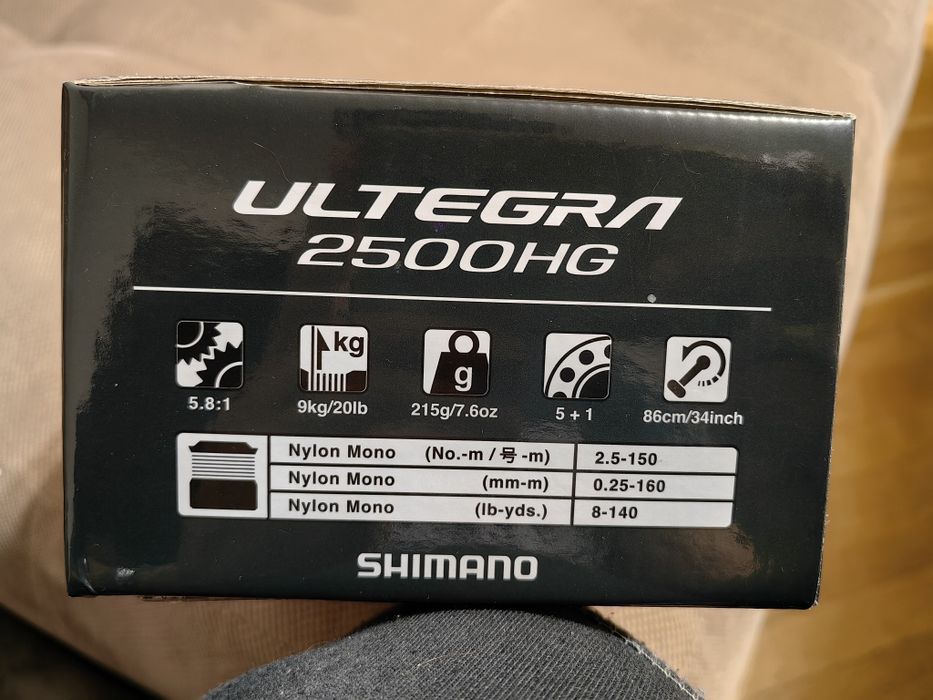 ULTEGRA
2500HG
kg
g
5.8:1
9kg/20lb
215g/7.6oz
5 + 1
86cm/34inch
Nylon Mono (No.-m / 号 -m) 2.5-150
Nylon Mono (mm-m) 0.25-160
Nylon Mono (lb-yds.) 8-140
SHIMANO